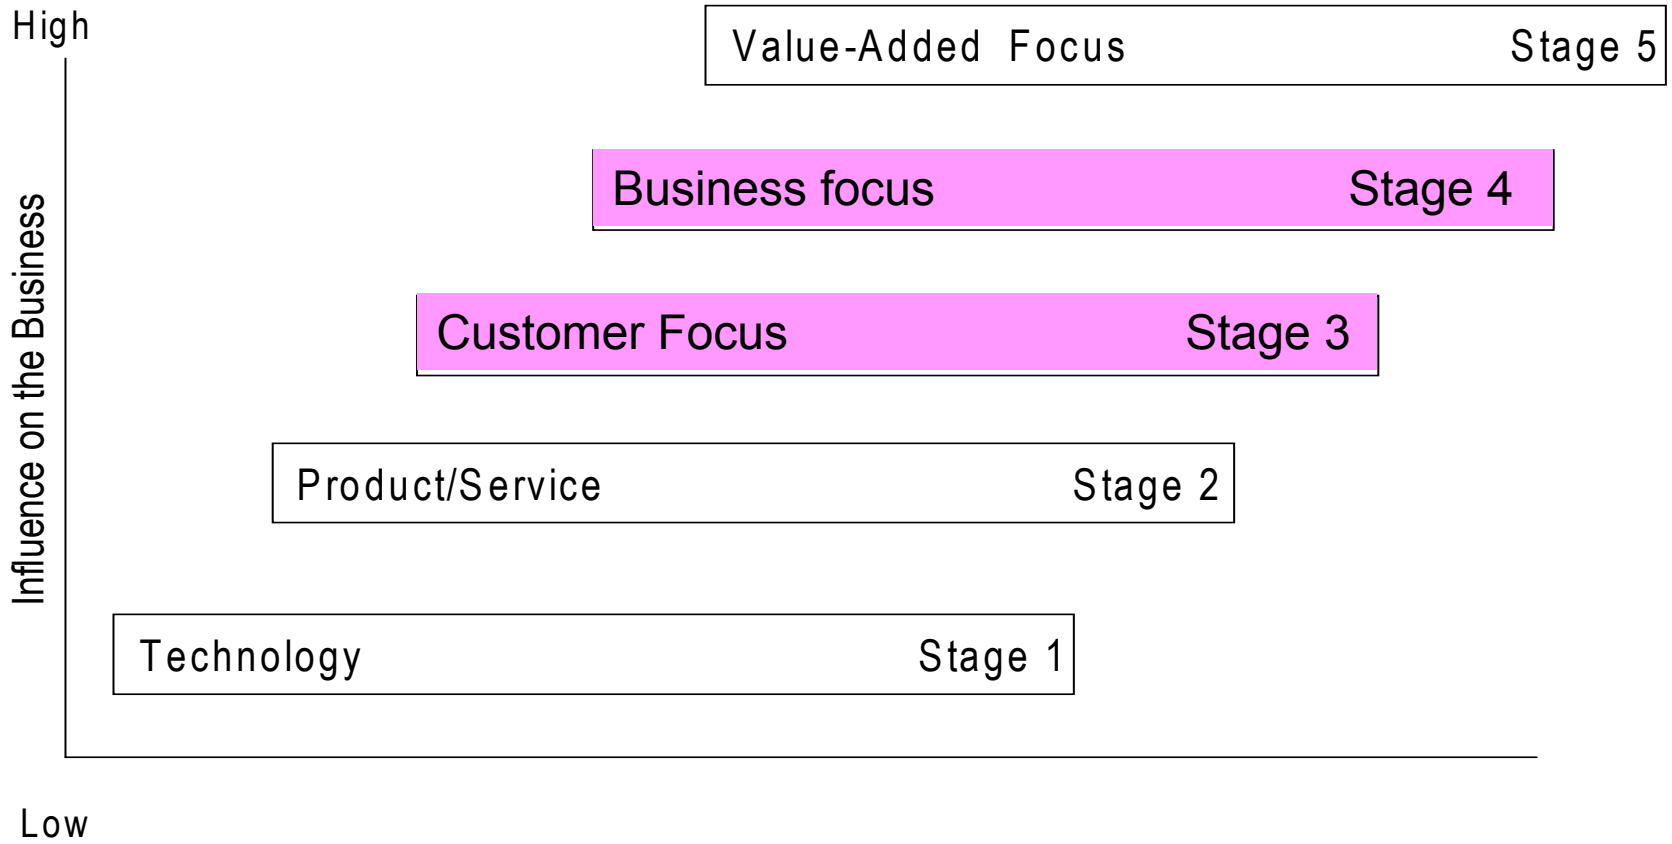 High
Value-Added Focus Stage 5
Business focus Stage 4
Customer Focus Stage 3
Product/Service Stage 2
Technology Stage 1
Influence on the Business
Low